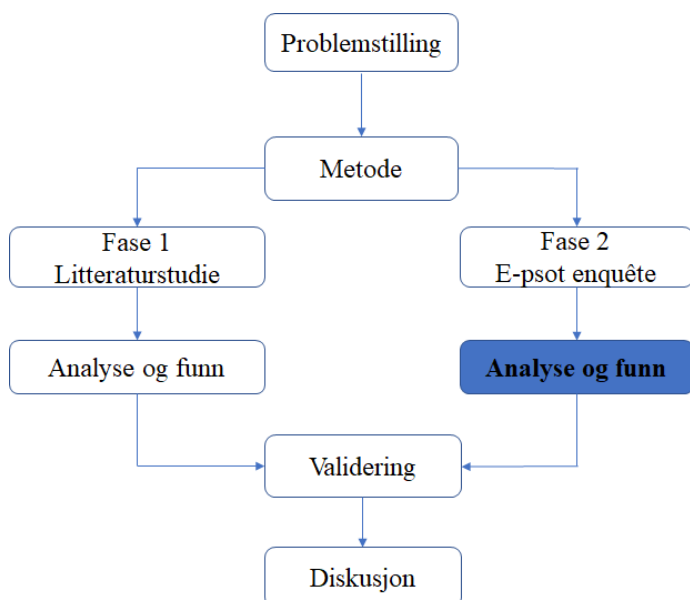 Problemstilling
Metode
Fase 1
Litteraturstudie
Fase 2
E-psot enquête
Analyse og funn
Analyse og funn
Validering
Diskusjon